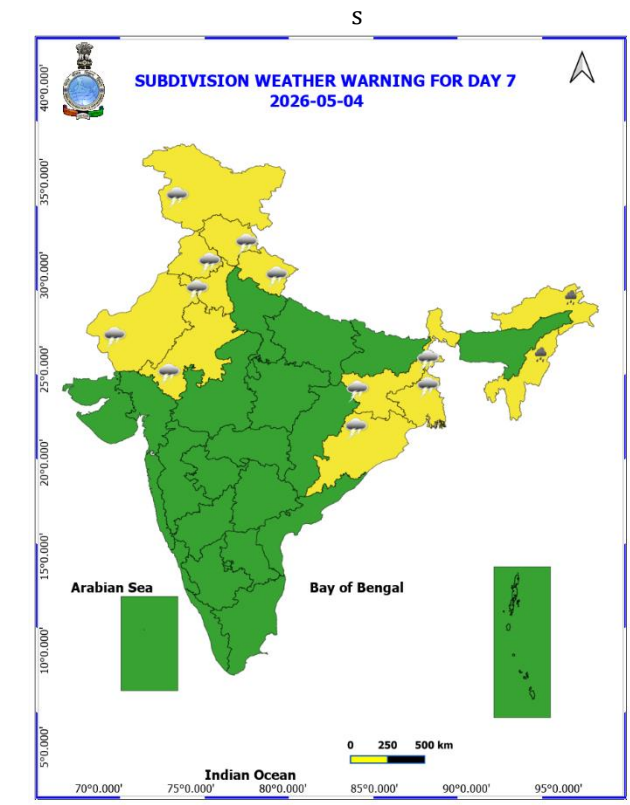 s
SUBDIVISION WEATHER WARNING FOR DAY 7
2026-05-04
40°0.000'
35°0.000'
30°0.000'
25°0.000'
20°0.000'
15°0.000'
10°0.000'
5°0.000'
Arabian Sea
Bay of Bengal
0 250 500 km
Indian Ocean
70°0.000' 75°0.000' 80°0.000' 85°0.000' 90°0.000' 95°0.000'